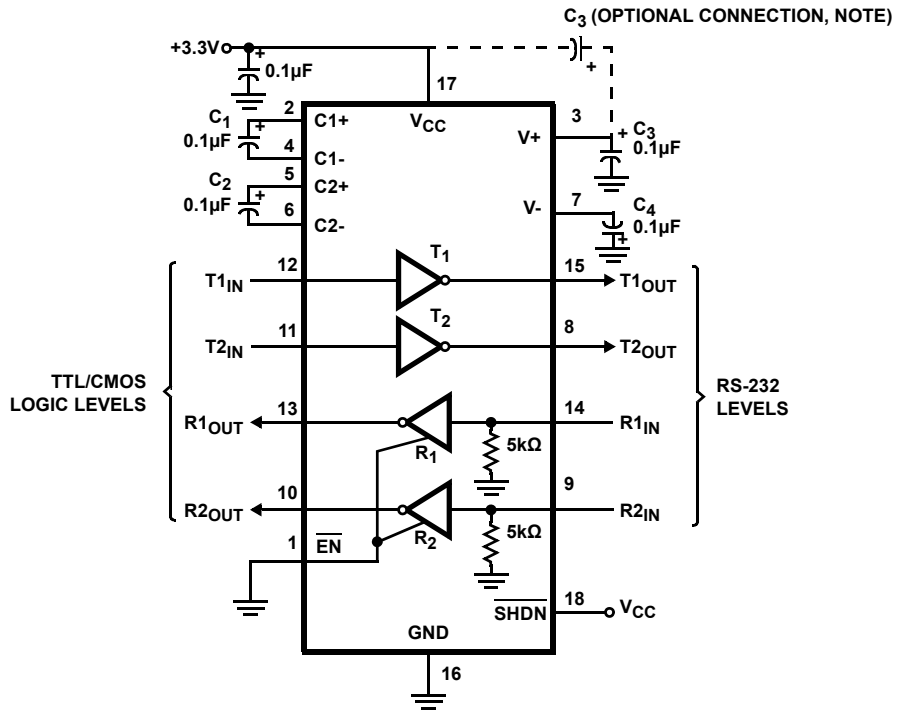 C3 (OPTIONAL CONNECTION, NOTE)
+3.3V
+
0.1µF
+
17
2
C1+
VCC
3
V+
C1
0.1µF
+
4
C1-
+
C3
0.1µF
5
C2+
C2
0.1µF
+
6
C2-
7
V-
C4
0.1µF
+
T1IN
12
T1
15
T1OUT
T2IN
11
T2
8
T2OUT
TTL/CMOS
LOGIC LEVELS
RS-232
LEVELS
R1OUT
13
R1
5kΩ
14
R1IN
R2OUT
10
R2
5kΩ
9
R2IN
1
EN
SHDN
18
VCC
GND
16